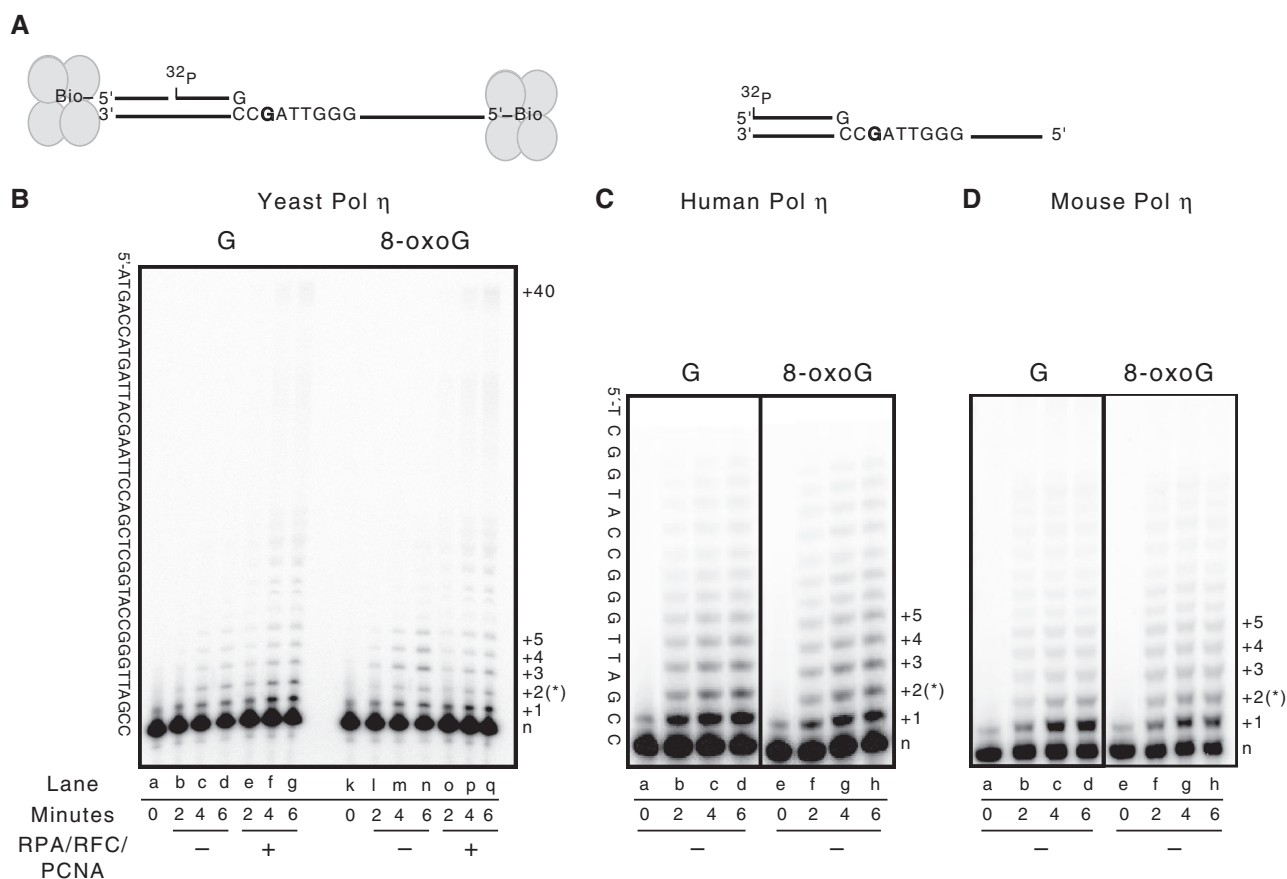 A
32P
Bio 5' G
3' CCGATTGGG 5' Bio
32P
5' G
3' CCGATTGGG 5'
B
Yeast Pol η
G 8-oxoG
5'-ATGACCATGATTACGAATTCCAGCTCGGTACCGGGTTAGCC
+40
+5
+4
+3
+2(*)
+1
n
Lane a b c d e f g k l m n o p q
Minutes 0 2 4 6 2 4 6 0 2 4 6 2 4 6
RPA/RFC/ PCNA − + − +
C
Human Pol η
G 8-oxoG
5'-T C G G T A C C G G G T T A G C C
+5
+4
+3
+2(*)
+1
n
a b c d e f g h
0 2 4 6 0 2 4 6
− −
D
Mouse Pol η
G 8-oxoG
+5
+4
+3
+2(*)
+1
n
a b c d e f g h
0 2 4 6 0 2 4 6
− −